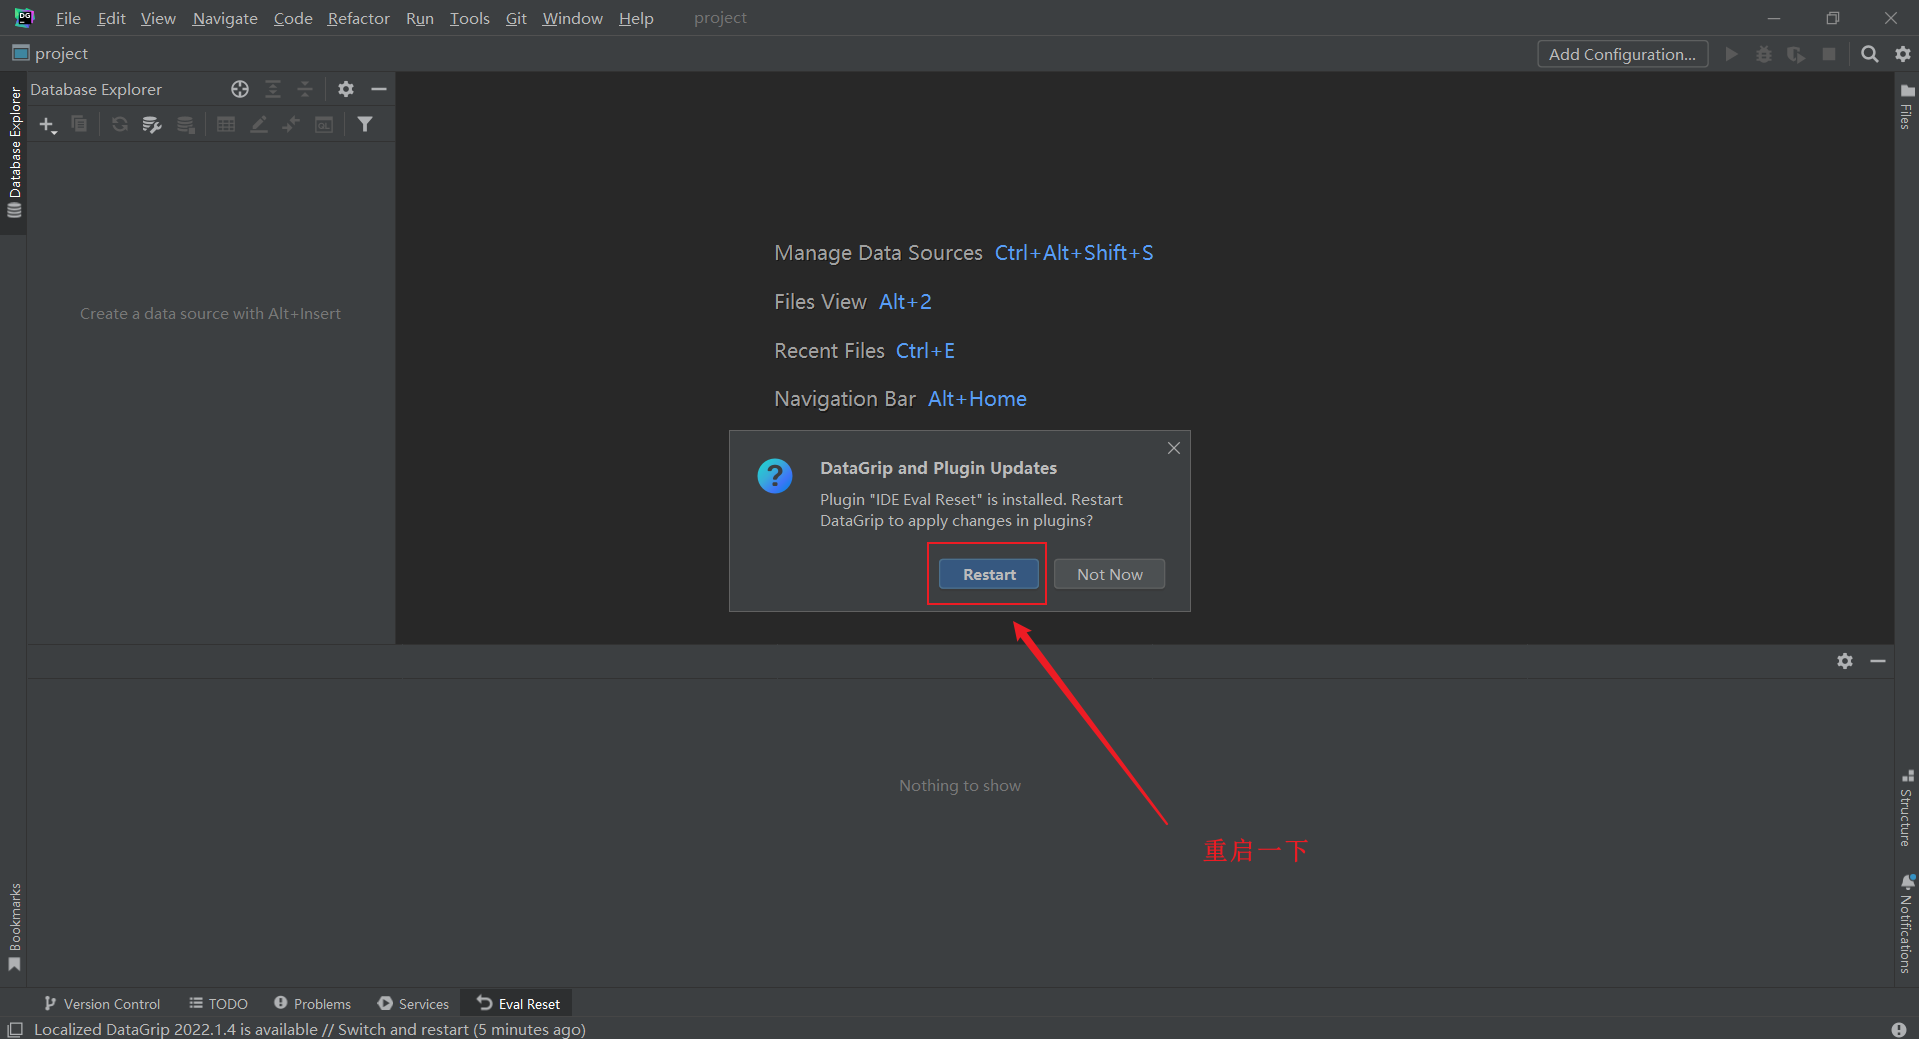 DG
File Edit View Navigate Code Refactor Run Tools Git Window Help project
project
Add Configuration...
Database Explorer
Database Explorer
QL
Files
Create a data source with Alt+Insert
Manage Data Sources Ctrl+Alt+Shift+S
Files View Alt+2
Recent Files Ctrl+E
Navigation Bar Alt+Home
DataGrip and Plugin Updates
Plugin "IDE Eval Reset" is installed. Restart
DataGrip to apply changes in plugins?
Restart
Not Now
Nothing to show
重启一下
Structure
Notifications
Bookmarks
Version Control TODO Problems Services Eval Reset
Localized DataGrip 2022.1.4 is available // Switch and restart (5 minutes ago)